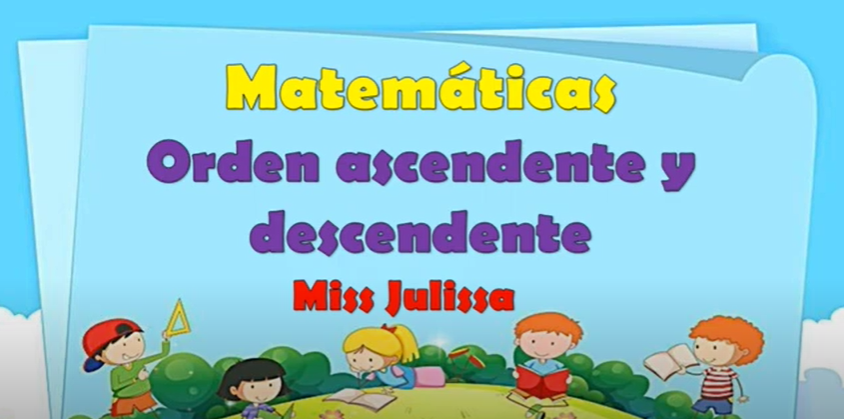 Matemáticas
Orden ascendente y
descendente
Miss Julissa